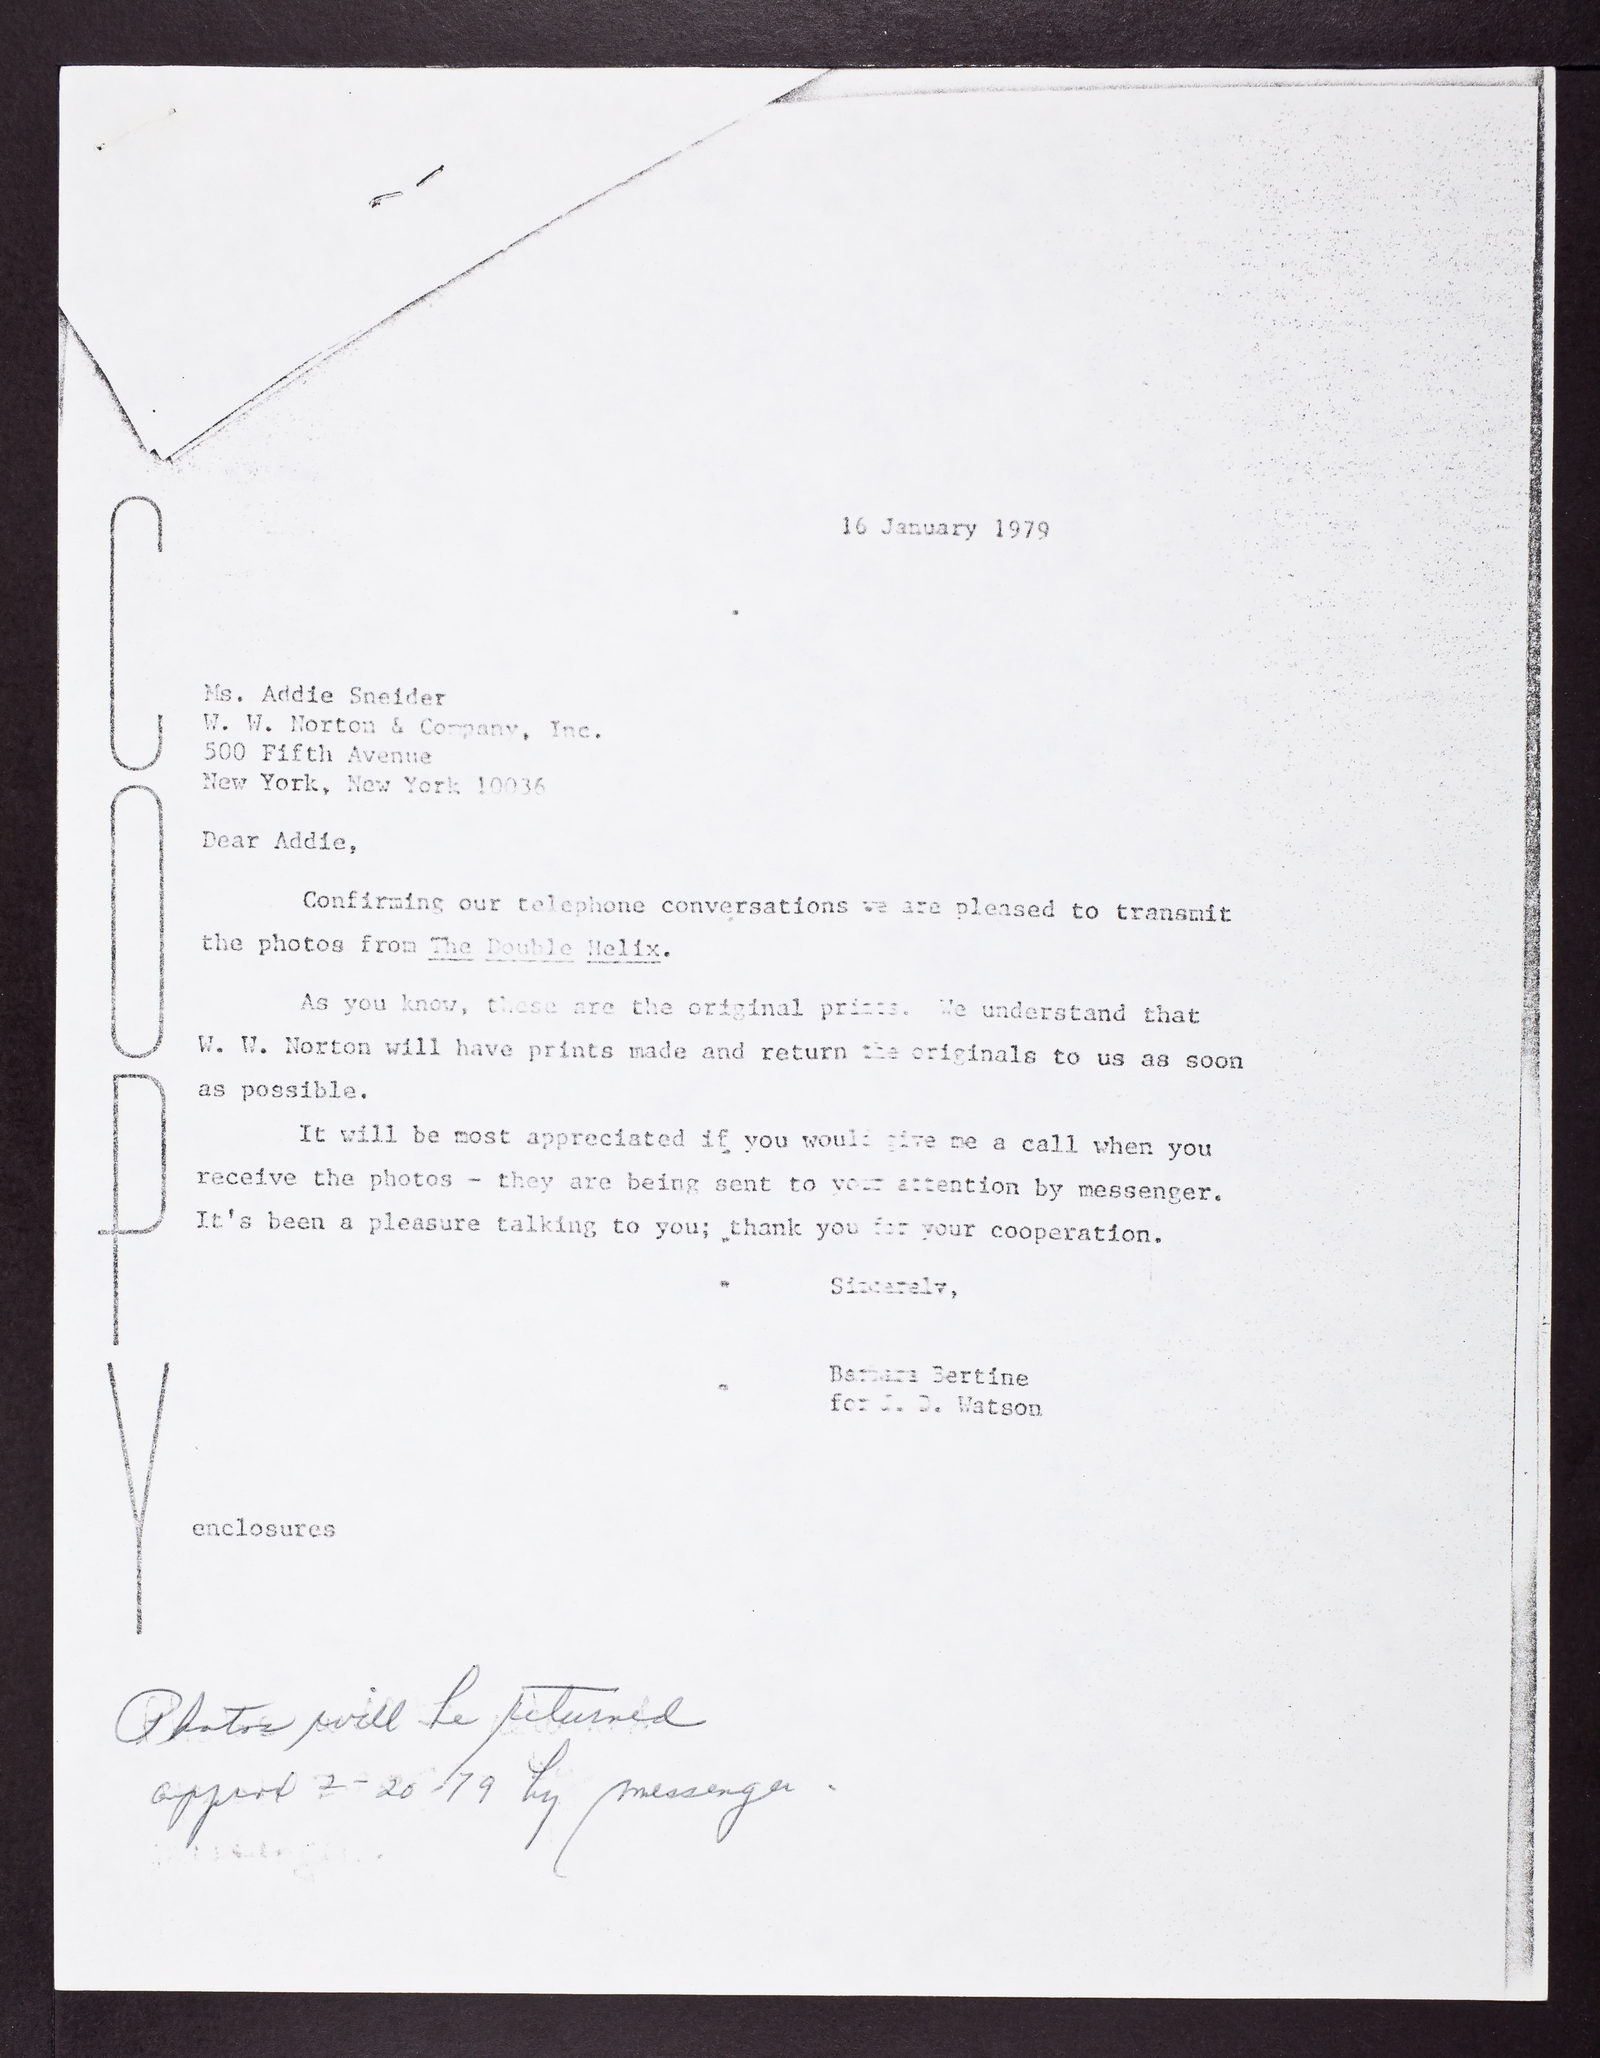 COPY
16 January 1979
Ms. Addie Sneider
W. W. Norton & Company, Inc.
500 Fifth Avenue
New York, New York 10036
Dear Addie,
Confirming our telephone conversations we are pleased to transmit
the photos from The Double Helix.
As you know, these are the original prints. We understand that
W. W. Norton will have prints made and return the originals to us as soon
as possible.
It will be most appreciated if you would give me a call when you
receive the photos - they are being sent to your attention by messenger.
It's been a pleasure talking to you; thank you for your cooperation.
Sincerely,
Barbara Bertine
for J. D. Watson
enclosures
Photos will be returned
approx 2-20-79 by messenger.